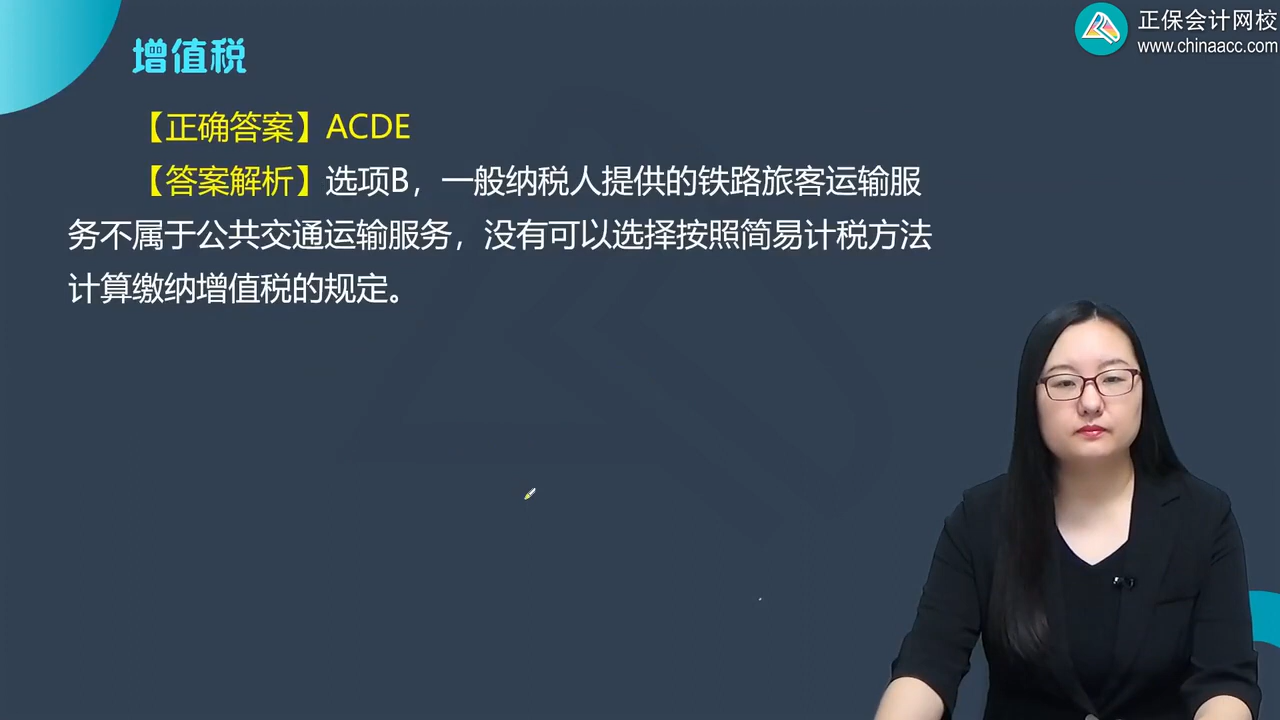 正保会计网校
www.chinaacc.com
增值税
【正确答案】ACDE
【答案解析】选项B，一般纳税人提供的铁路旅客运输服
务不属于公共交通运输服务，没有可以选择按照简易计税方法
计算缴纳增值税的规定。